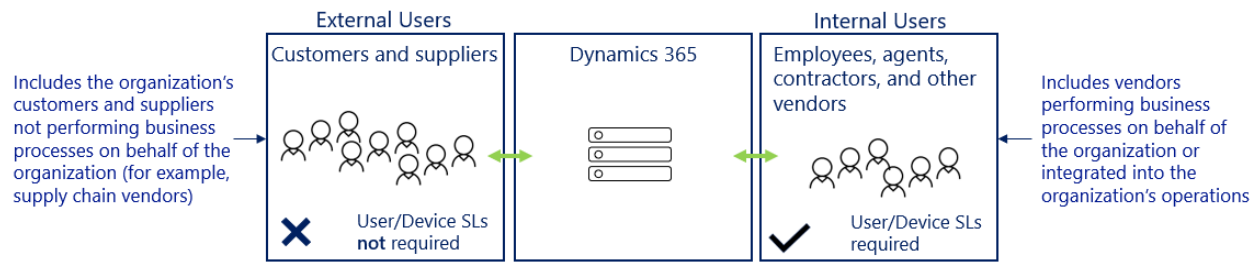 External Users
Internal Users
Customers and suppliers
Dynamics 365
Employees, agents,
contractors, and other
vendors
Includes the organization's
customers and suppliers
not performing business
processes on behalf of the
organization (for example,
supply chain vendors)
Includes vendors
performing business
processes on behalf of
the organization or
integrated into the
organization's operations
User/Device SLs
not required
User/Device SLs
required